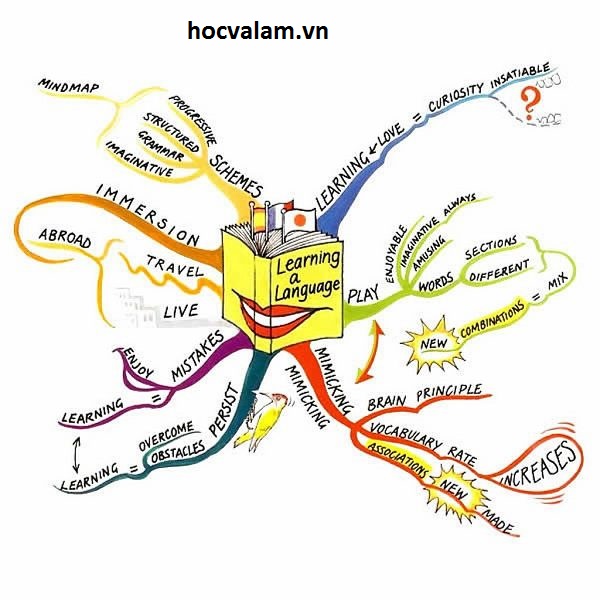 hocvalam.vn
MINDMAP
PROGRESSIVE
STRUCTURED
GRAMMAR
IMAGINATIVE
SCHEMES
LEARNING
LOVE
=
CURIOSITY
INSATIABLE
?
IMMERSION
ABROAD
TRAVEL
LIVE
Learning
a
Language
PLAY
ENJOYABLE
IMAGINATIVE ALWAYS
AMUSING
WORDS
SECTIONS
DIFFERENT
MIX
=
COMBINATIONS
NEW
MISTAKES
ENJOY
LEARNING =
PERSIST
OVERCOME
OBSTACLES
LEARNING =
MIMICKING
MIMICKING
BRAIN PRINCIPLE
VOCABULARY RATE
INCREASES
ASSOCIATIONS
NEW
MADE